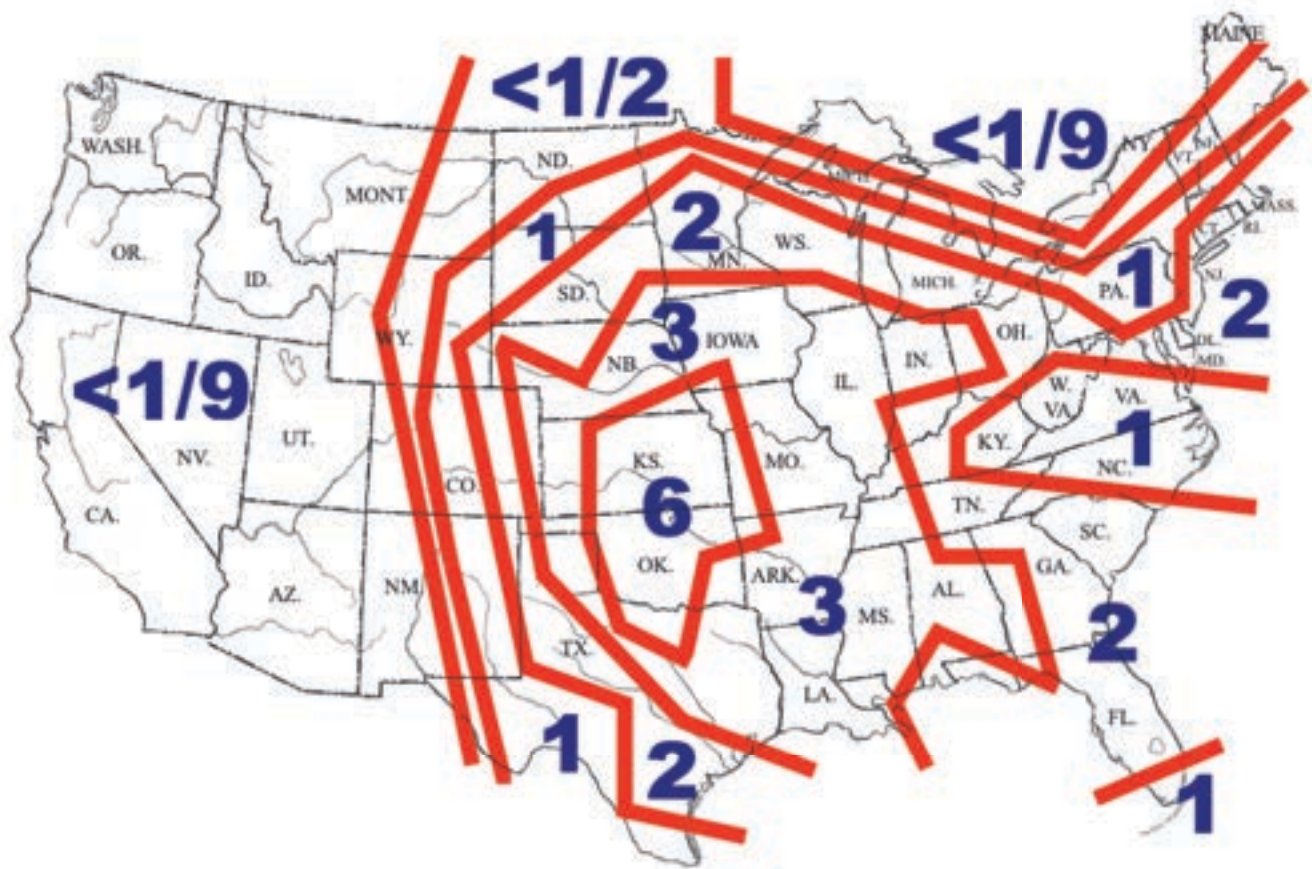 MAINE
<1/2
<1/9
WASH.
ND.
NY
VT.
MONT
MASS.
2
CT.
RI.
OR.
1
WS.
MN.
ID.
MICH.
PA.
1
NJ.
SD.
2
3
IOWA
OH.
WY.
DL.
NB.
IN.
MD.
<1/9
IL.
W.
VA.
VA.
1
UT.
KY.
NV.
KS.
MO.
NC.
CO.
6
TN.
CA.
SC.
OK.
ARK.
GA.
NM.
AZ.
3
AL.
MS.
2
TX.
LA.
FL.
1
2
1